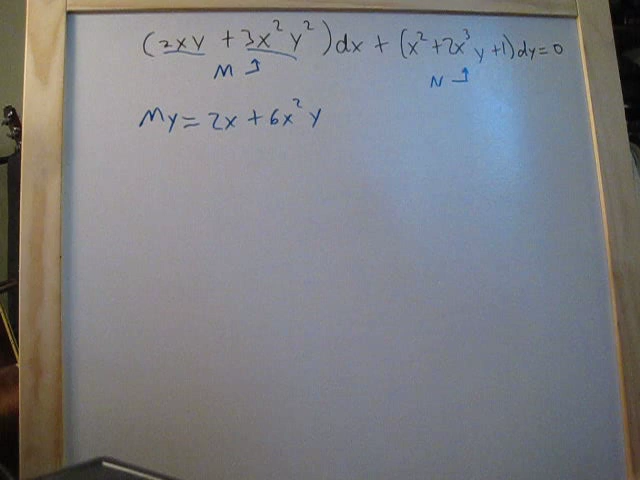 (2xy + 3x²y²)dx + (x² + 2x³y + 1)dy = 0
M ↑ N ↑
My = 2x + 6x²y